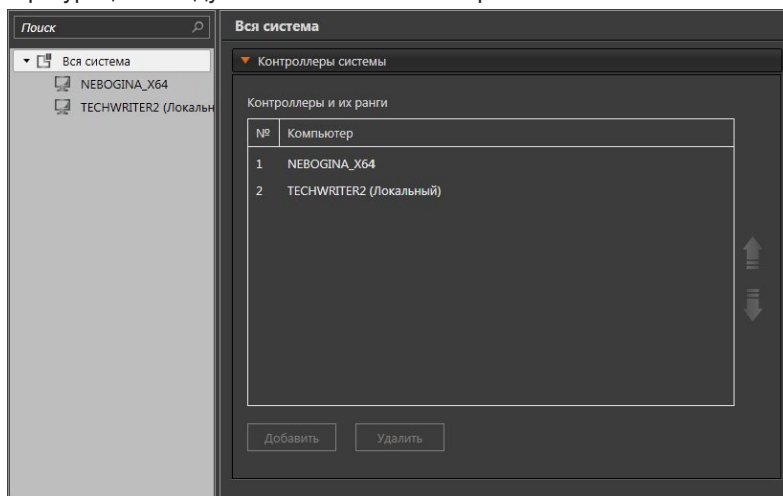 Поиск
Вся система
NEBOGINA_X64
TECHWRITER2 (Локальн
Вся система
Контроллеры системы
Контроллеры и их ранги
№ Компьютер
1 NEBOGINA_X64
2 TECHWRITER2 (Локальный)
Добавить Удалить